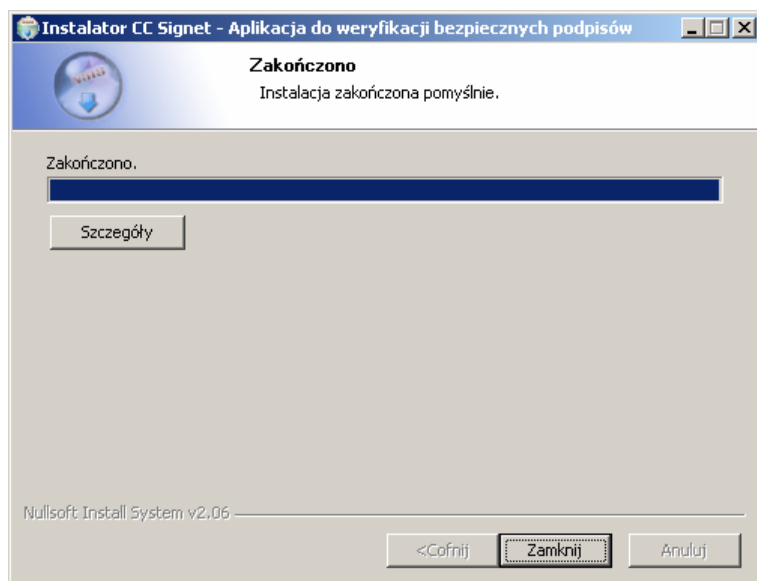 Instalator CC Signet - Aplikacja do weryfikacji bezpiecznych podpisów
Zakończono
Instalacja zakończona pomyślnie.
Zakończono.
Szczegóły
Nullsoft Install System v2.06
<Cofnij Zamknij Anuluj